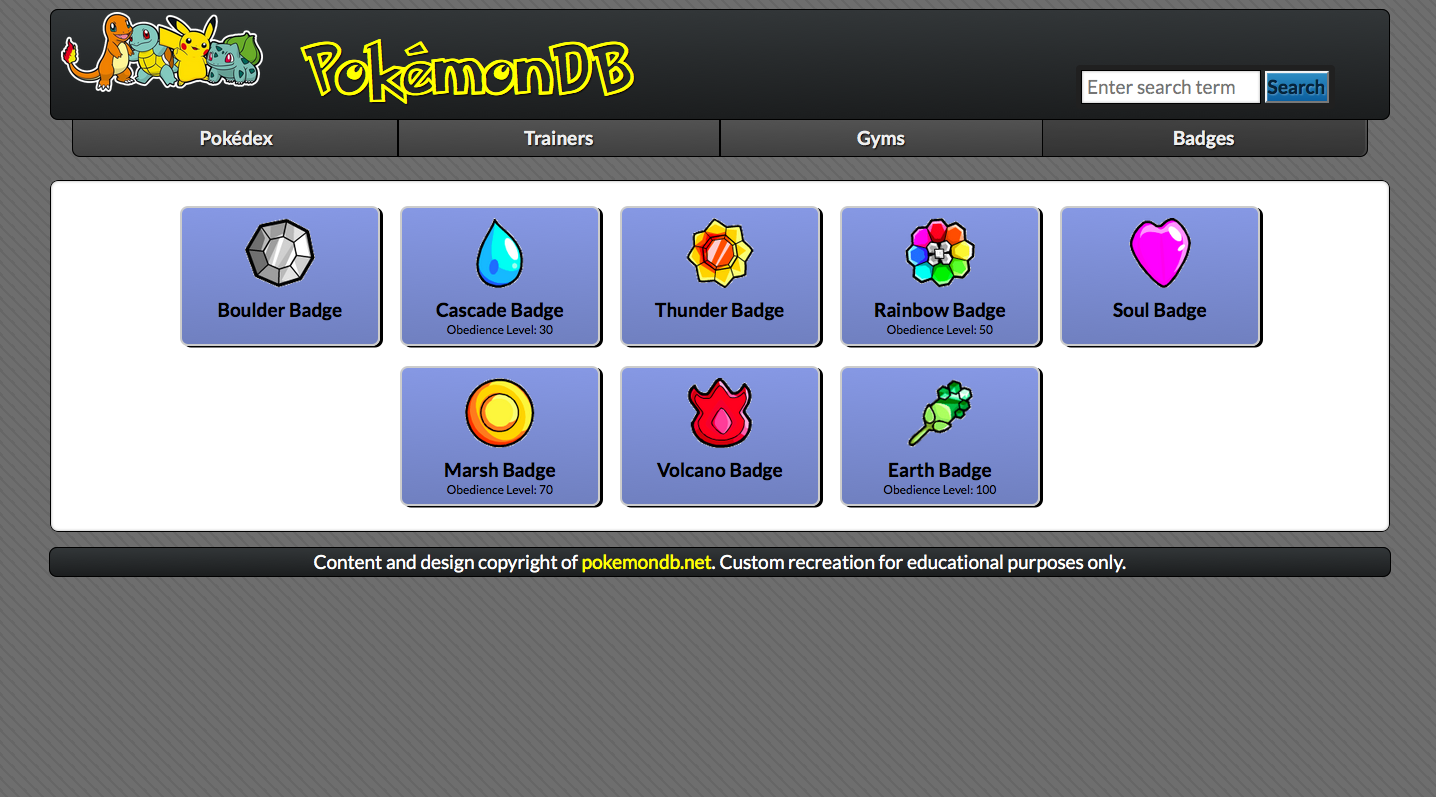 PokémonDB
Enter search term Search
Pokédex Trainers Gyms Badges
Boulder Badge
Cascade Badge
Obedience Level: 30
Thunder Badge
Rainbow Badge
Obedience Level: 50
Soul Badge
Marsh Badge
Obedience Level: 70
Volcano Badge
Earth Badge
Obedience Level: 100
Content and design copyright of pokemondb.net. Custom recreation for educational purposes only.